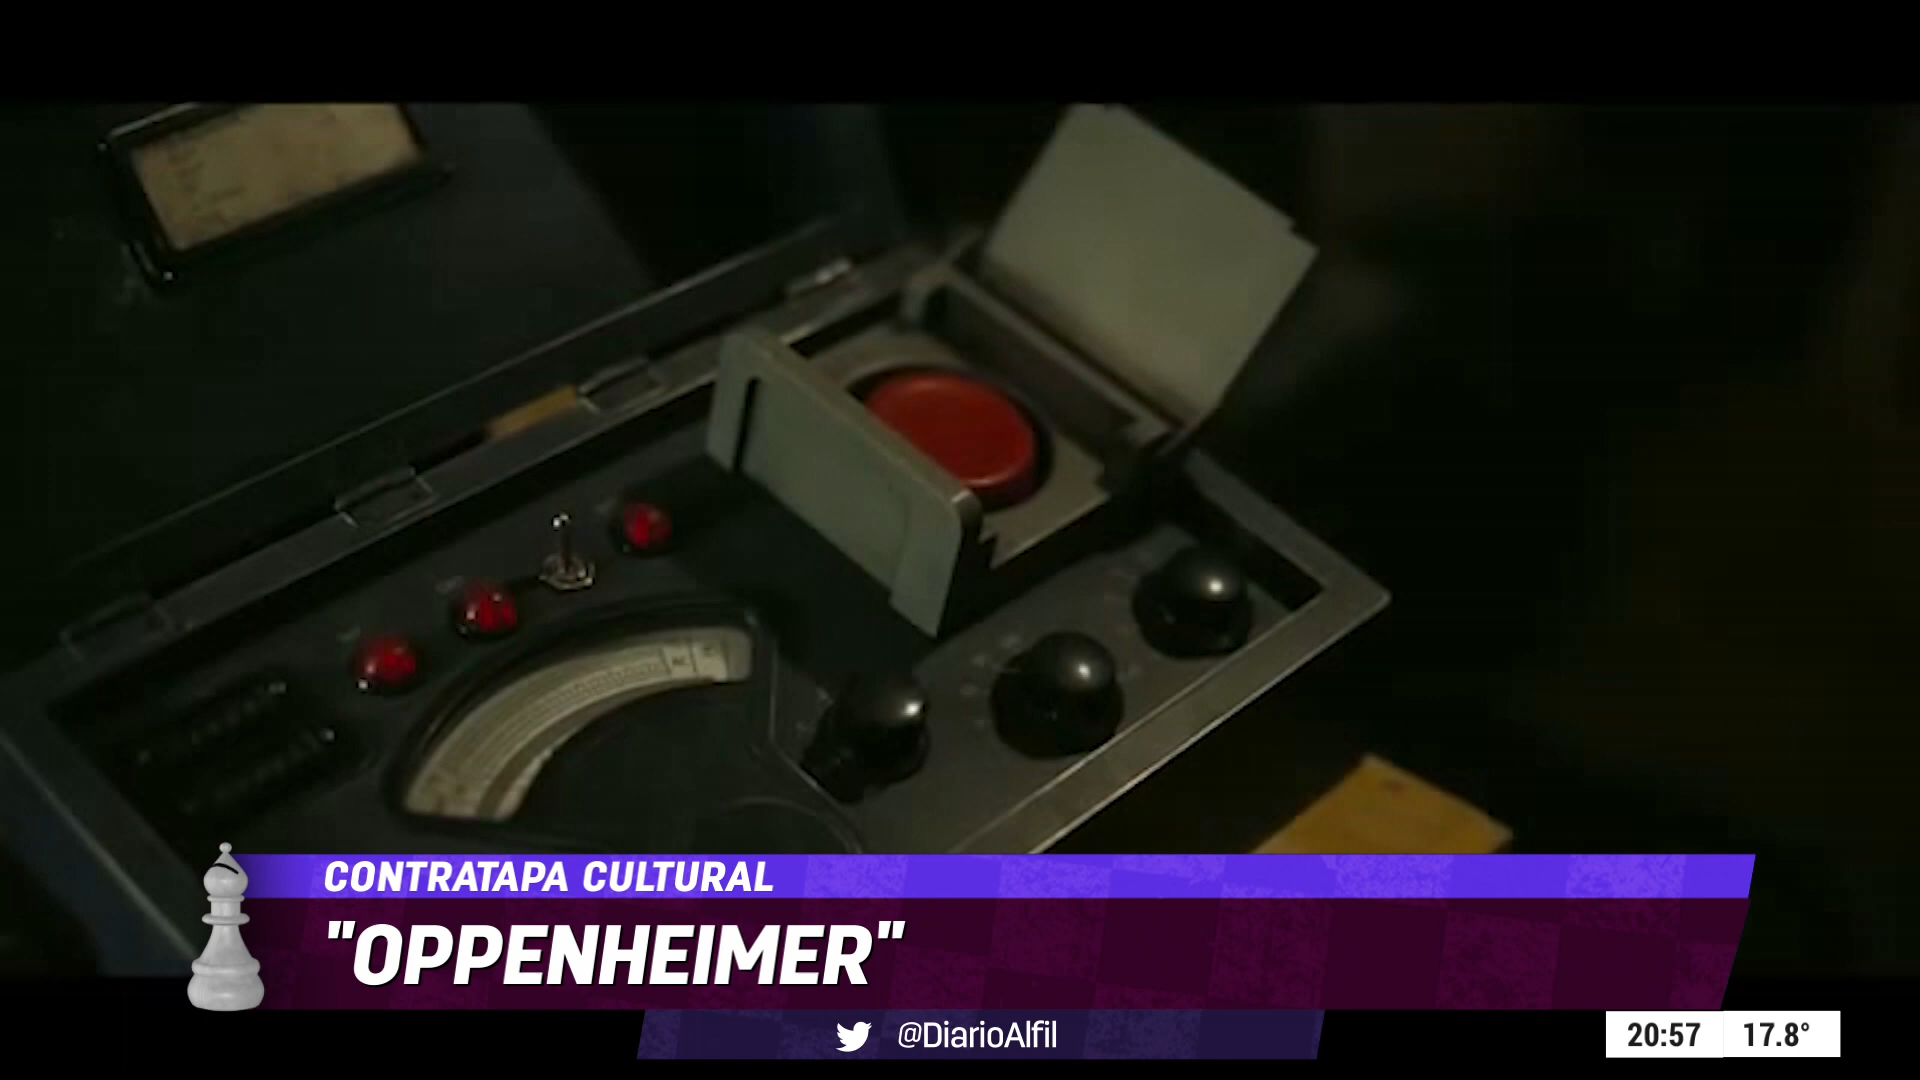 CONTRATAPA CULTURAL
"OPPENHEIMER"
@DiarioAlfil
20:57 17.8°